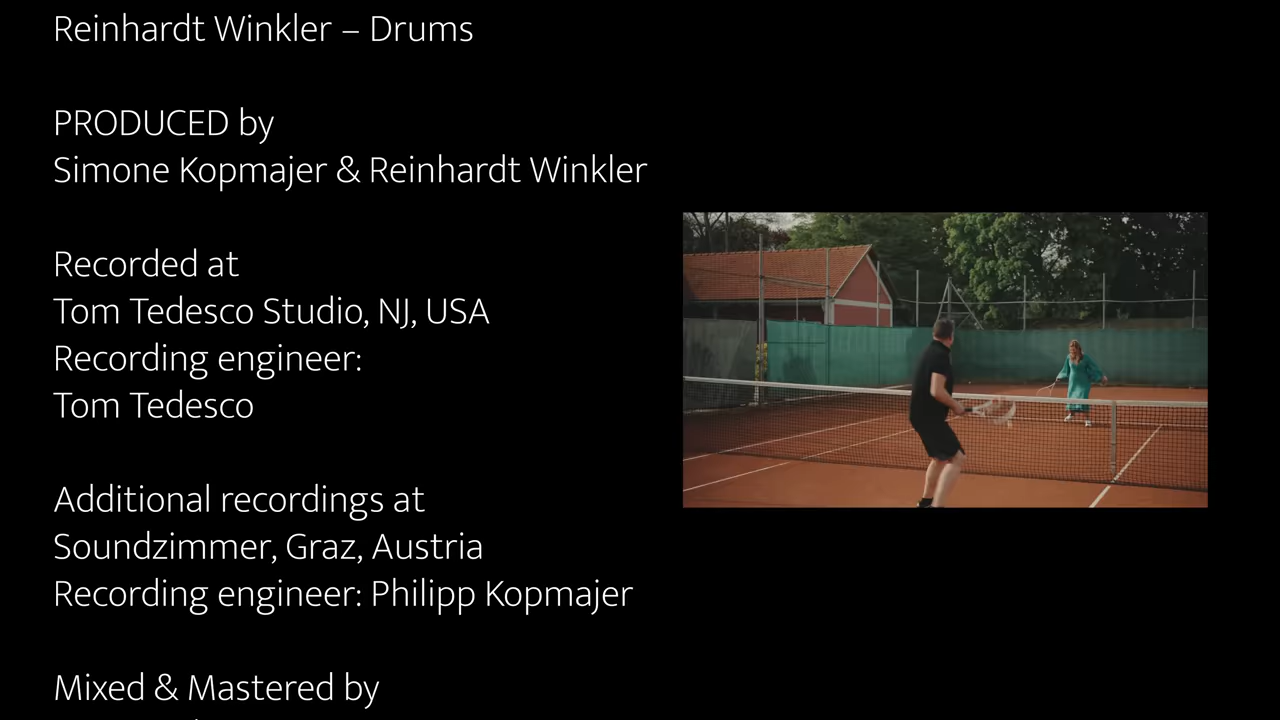 Reinhardt Winkler – Drums
PRODUCED by
Simone Kopmajer & Reinhardt Winkler
Recorded at
Tom Tedesco Studio, NJ, USA
Recording engineer:
Tom Tedesco
Additional recordings at
Soundzimmer, Graz, Austria
Recording engineer: Philipp Kopmajer
Mixed & Mastered by